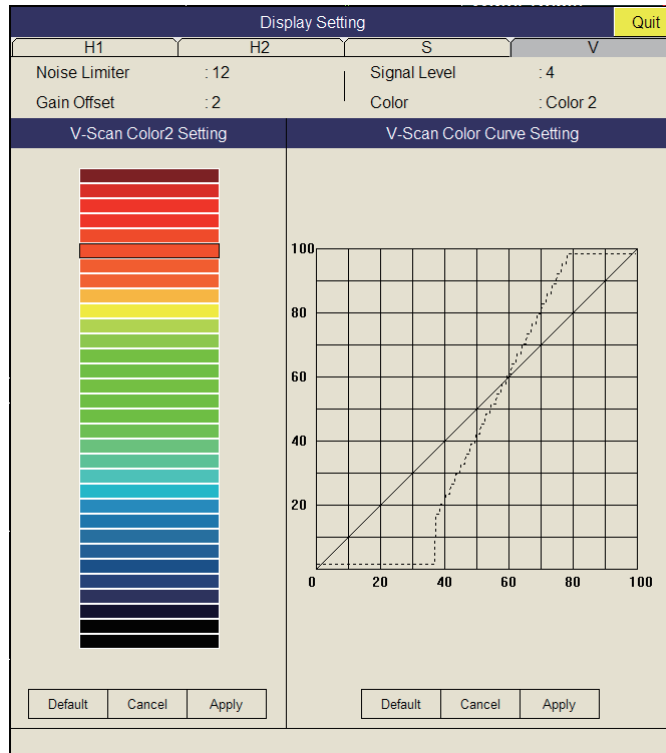 Display Setting Quit
H1 H2 S V
Noise Limiter : 12 Signal Level : 4
Gain Offset : 2 Color : Color 2
V-Scan Color2 Setting V-Scan Color Curve Setting
100
80
60
40
20
0 20 40 60 80 100
Default Cancel Apply Default Cancel Apply